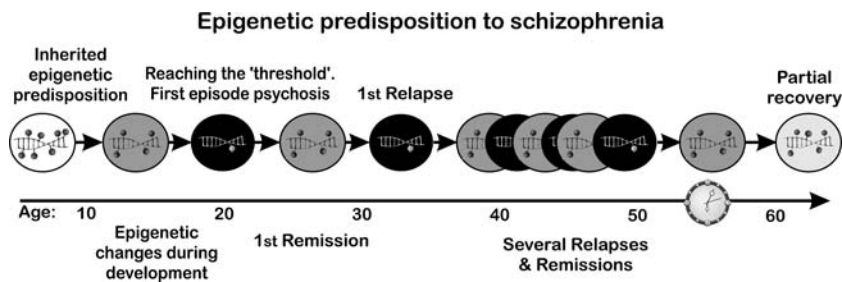 Epigenetic predisposition to schizophrenia
Inherited
epigenetic
predisposition
Reaching the 'threshold'.
First episode psychosis
1st Relapse
Partial
recovery
Age: 10 20 30 40 50 60
Epigenetic
changes during
development
1st Remission
Several Relapses
& Remissions